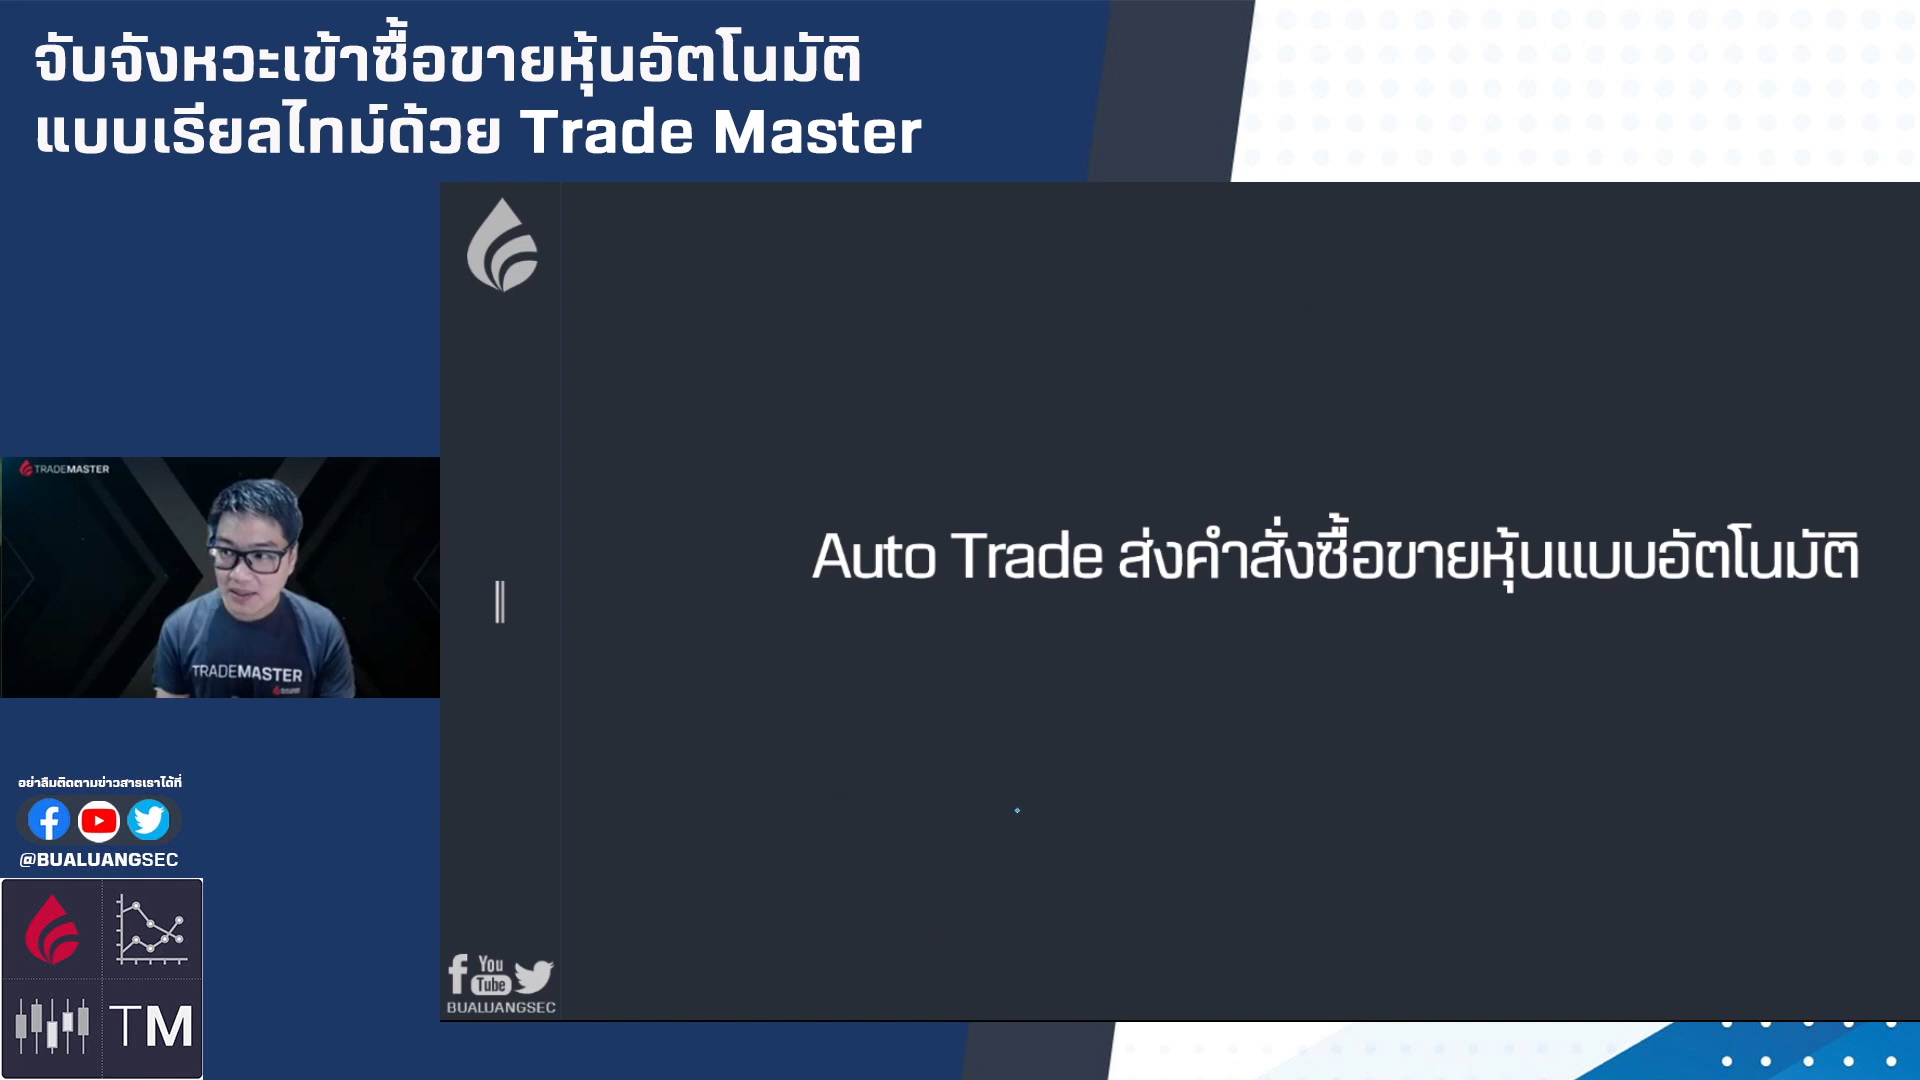 จับจังหวะเข้าซื้อขายหุ้นอัตโนมัติ
แบบเรียลไทม์ด้วย Trade Master
Auto Trade ส่งคำสั่งซื้อขายหุ้นแบบอัตโนมัติ
TRADEMASTER
TRADEMASTER
อย่าลืมติดตามข่าวสารเราได้ที่
@BUALUANGSEC
TM
You
Tube
BUALUANGSEC